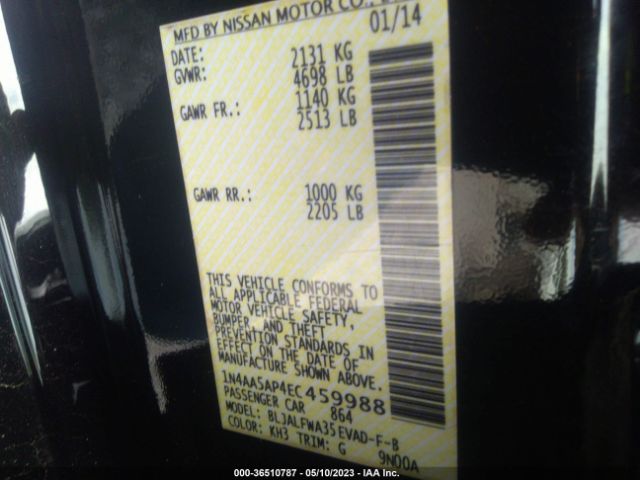 MFD BY NISSAN MOTOR CO.,
DATE: 01/14
GVWR: 2131 KG
4698 LB
GAWR FR.: 1140 KG
2513 LB
GAWR RR.: 1000 KG
2205 LB
THIS VEHICLE CONFORMS TO
ALL APPLICABLE FEDERAL
MOTOR VEHICLE SAFETY,
BUMPER, AND THEFT
PREVENTION STANDARDS IN
EFFECT ON THE DATE OF
MANUFACTURE SHOWN ABOVE.
1N4AA5AP4EC459988
PASSENGER CAR 864
MODEL: BLJALFWA35EVAD-F-B
COLOR: KH3 TRIM: G 9N00A
000-36510787 - 05/10/2023 - IAA Inc.